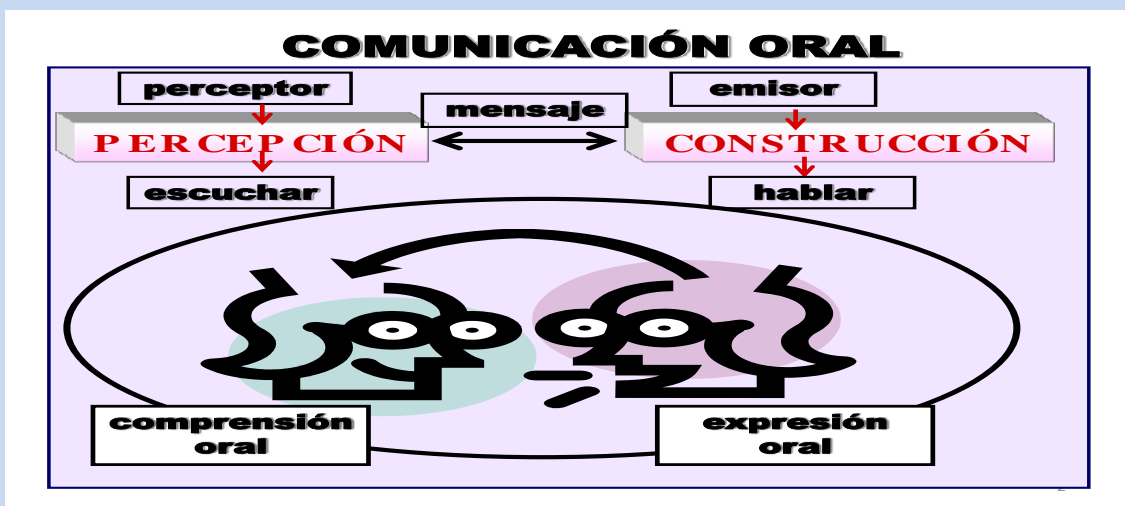 COMUNICACIÓN ORAL
perceptor
emisor
mensaje
PERCEPCIÓN
CONSTRUCCIÓN
escuchar
hablar
comprensión
oral
expresión
oral